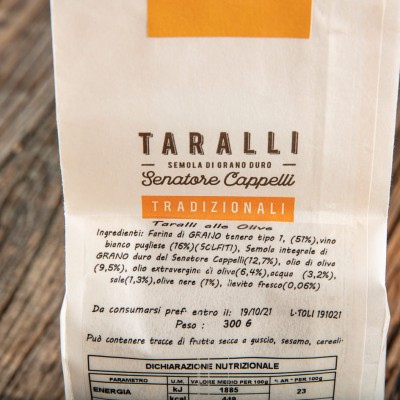 TARALLI
SEMOLA DI GRANO DURO
Senatore Cappelli
TRADIZIONALI
Taralli alle Olive
Ingredienti: Farina di GRANO tenero tipo 1, (51%),vino
bianco pugliese (16%)(SOLFITI), Semola integrale di
GRANO duro del Senatore Cappelli(12,7%), olio di oliva
(9,5%), olio extravergine di oliva(6,4%),acqua (3,2%),
sale(1,3%),olive nere (1%), lievito fresco(0,06%)
Da consumarsi pref entro il: 19/10/21 L-TOLI 191021
Peso : 300 G
Può contenere tracce di frutta secca a guscio, sesamo, cereali
DICHIARAZIONE NUTRIZIONALE
PARAMETRO U.M. VALORE MEDIO PER 100g % AR* PER 100g
ENERGIA kJ 1885 23
kcal 449